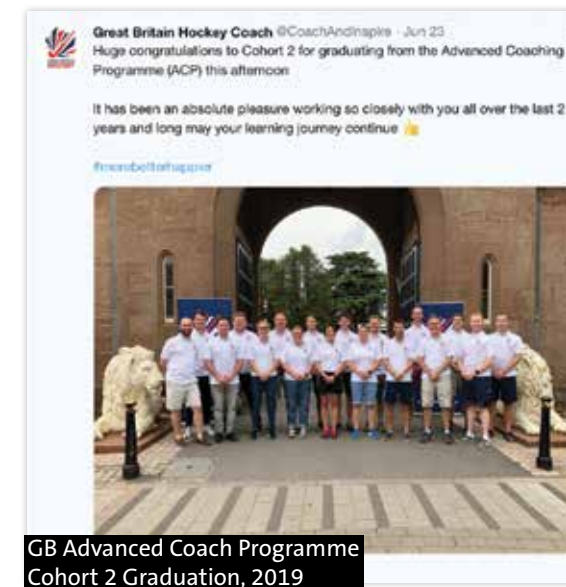 Great Britain Hockey Coach @CoachAndInspire · Jun 23
Huge congratulations to Cohort 2 for graduating from the Advanced Coaching
Programme (ACP) this afternoon
It has been an absolute pleasure working so closely with you all over the last 2
years and long may your learning journey continue 👍
#morebetterhappier
GB Advanced Coach Programme
Cohort 2 Graduation, 2019